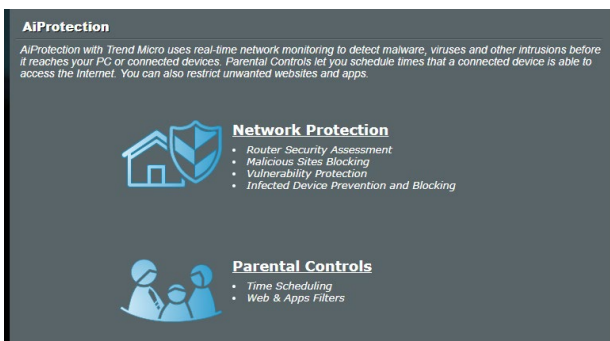 AiProtection
AiProtection with Trend Micro uses real-time network monitoring to detect malware, viruses and other intrusions before
it reaches your PC or connected devices. Parental Controls let you schedule times that a connected device is able to
access the Internet. You can also restrict unwanted websites and apps.
Network Protection
• Router Security Assessment
• Malicious Sites Blocking
• Vulnerability Protection
• Infected Device Prevention and Blocking
Parental Controls
• Time Scheduling
• Web & Apps Filters